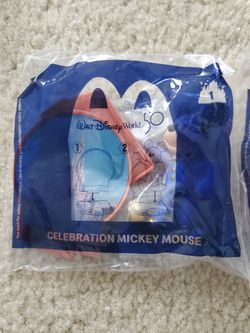 1
Walt Disney World 50
1 2
CELEBRATION MICKEY MOUSE